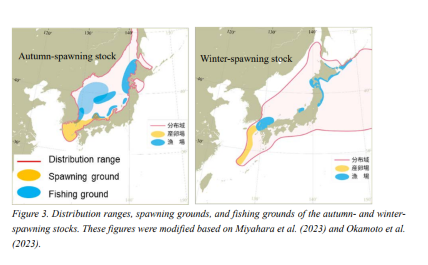 Autumn-spawning stock
Winter-spawning stock
130°
140°
分布域
産卵場
漁 場
Distribution range
Spawning ground
Fishing ground
分布域
産卵場
漁 場
Figure 3. Distribution ranges, spawning grounds, and fishing grounds of the autumn- and winter-
spawning stocks. These figures were modified based on Miyahara et al. (2023) and Okamoto et al.
(2023).